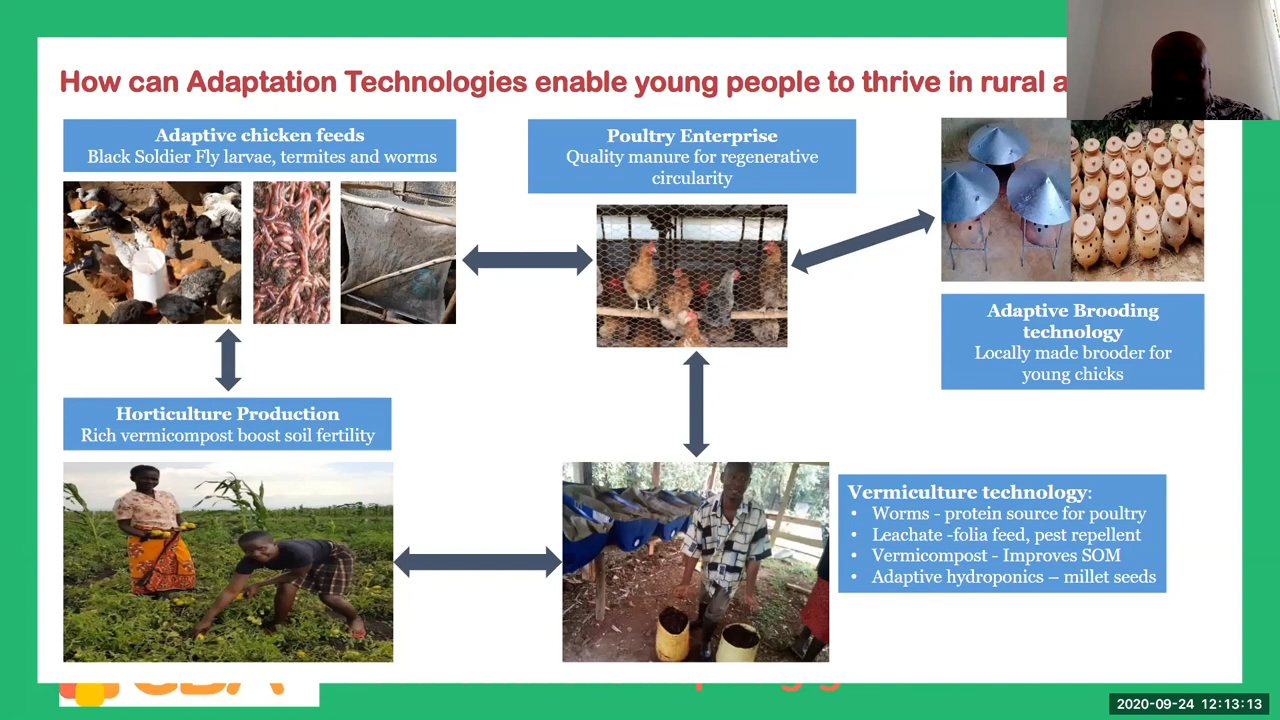 How can Adaptation Technologies enable young people to thrive in rural
Adaptive chicken feeds
Black Soldier Fly larvae, termites and worms
Poultry Enterprise
Quality manure for regenerative
circularity
Adaptive Brooding
technology
Locally made brooder for
young chicks
Horticulture Production
Rich vermicompost boost soil fertility
Vermiculture technology:
• Worms - protein source for poultry
• Leachate -folia feed, pest repellent
• Vermicompost - Improves SOM
• Adaptive hydroponics – millet seeds
2020-09-24 12:13:13